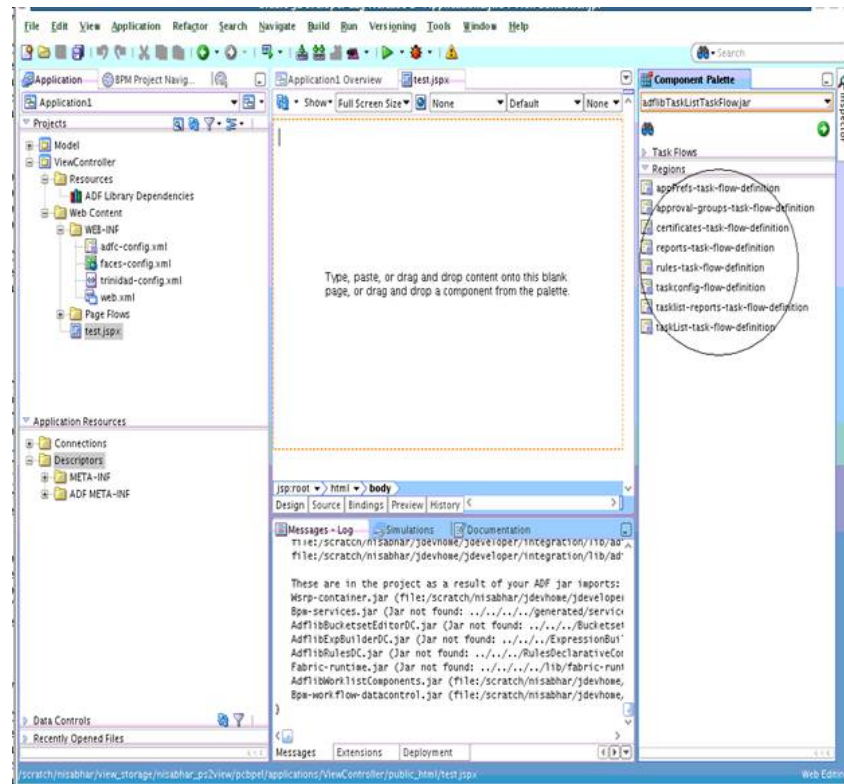 File Edit View Application Refactor Search Navigate Build Run Versioning Tools Window Help
Search
Application
BPM Project Navig...
Application1
Projects
Model
ViewController
Resources
ADF Library Dependencies
Web Content
WEB-INF
adfc-config.xml
faces-config.xml
trinidad-config.xml
web.xml
Page Flows
test.jspx
Application Resources
Connections
Descriptors
META-INF
ADF META-INF
Data Controls
Recently Opened Files
Application1 Overview
test.jspx
Show Full Screen Size None Default None
Type, paste, or drag and drop content onto this blank
page, or drag and drop a component from the palette.
jsp:root html body
Design Source Bindings Preview History
Messages - Log
Simulations
Documentation
file:/scratch/nisabhar/jdevhome/jdeveloper/integration/lib/ad
file:/scratch/nisabhar/jdevhome/jdeveloper/integration/lib/ad
These are in the project as a result of your ADF jar imports:
Wsrp-container.jar (file:/scratch/nisabhar/jdevhome/jdeveloper
Bpm-services.jar (Jar not found: ../../../../generated/service
AdflibBucketsetEditorDC.jar (Jar not found: ../../../Bucketset
AdflibExpBuilderDC.jar (Jar not found: ../../../ExpressionBui
AdflibRulesDC.jar (Jar not found: ../../../RulesDeclarativeCo
Fabric-runtime.jar (Jar not found: ../../../../lib/fabric-runt
AdflibWorklistComponents.jar (file:/scratch/nisabhar/jdevhome,
Bpm-workflow-datacontrol.jar (file:/scratch/nisabhar/jdevhome,
}
Messages Extensions Deployment
Component Palette
adflibTaskListTaskFlow.jar
Task Flows
Regions
appPrefs-task-flow-definition
approval-groups-task-flow-definition
certificates-task-flow-definition
reports-task-flow-definition
rules-task-flow-definition
taskconfig-flow-definition
tasklist-reports-task-flow-definition
taskList-task-flow-definition
Inspector
/scratch/nisabhar/view_storage/nisabhar_ps2view/pcbpel/applications/ViewController/public_html/test.jspx
Web Editin